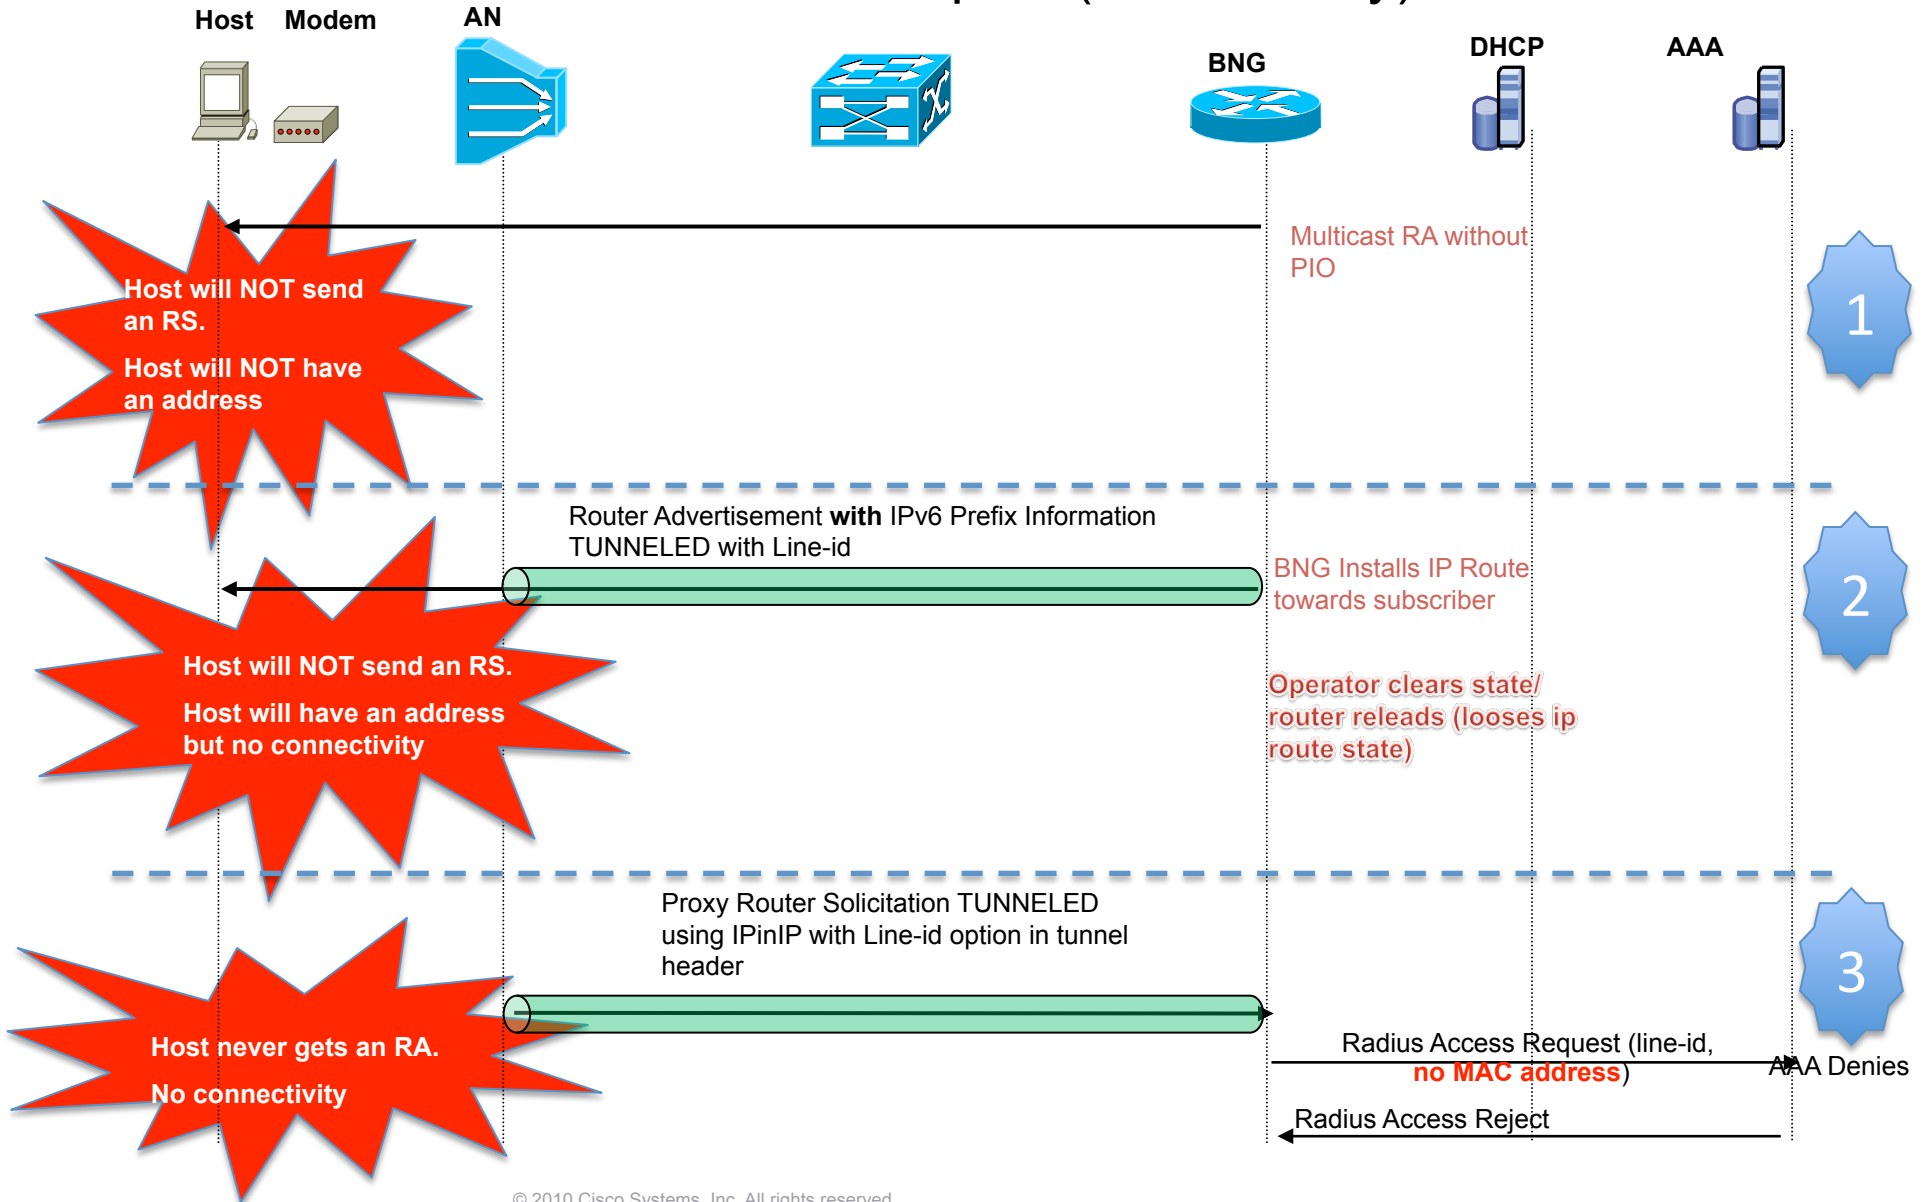 Host Modem AN
BNG
DHCP
AAA
Multicast RA without
PIO
1
Host will NOT send
an RS.
Host will NOT have
an address
Router Advertisement with IPv6 Prefix Information
TUNNELED with Line-id
BNG Installs IP Route
towards subscriber
2
Host will NOT send an RS.
Host will have an address
but no connectivity
Operator clears state/
router releads (looses ip
route state)
Proxy Router Solicitation TUNNELED
using IPinIP with Line-id option in tunnel
header
3
Host never gets an RA.
No connectivity
Radius Access Request (line-id,
no MAC address)
AAA Denies
Radius Access Reject
© 2010 Cisco Systems, Inc. All rights reserved